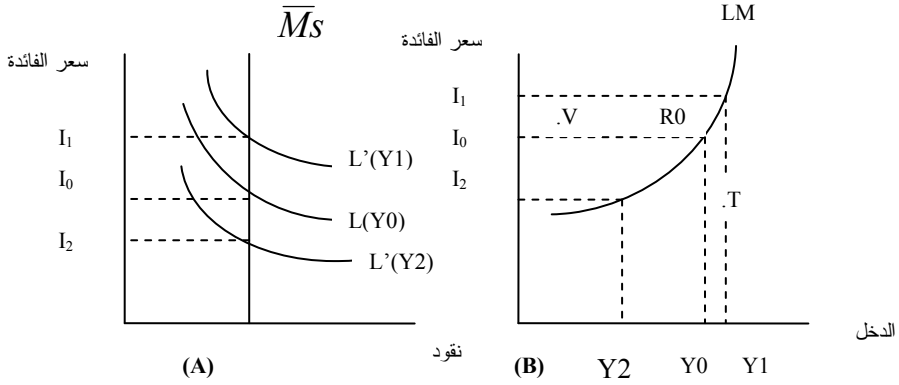 M̅s
سعر الفائدة
I₁
I₀
I₂
L’(Y1)
L(Y0)
L’(Y2)
نقود
(A)
LM
سعر الفائدة
I₁
.V
R0
I₀
I₂
.T
الدخل
(B)
Y2
Y0
Y1